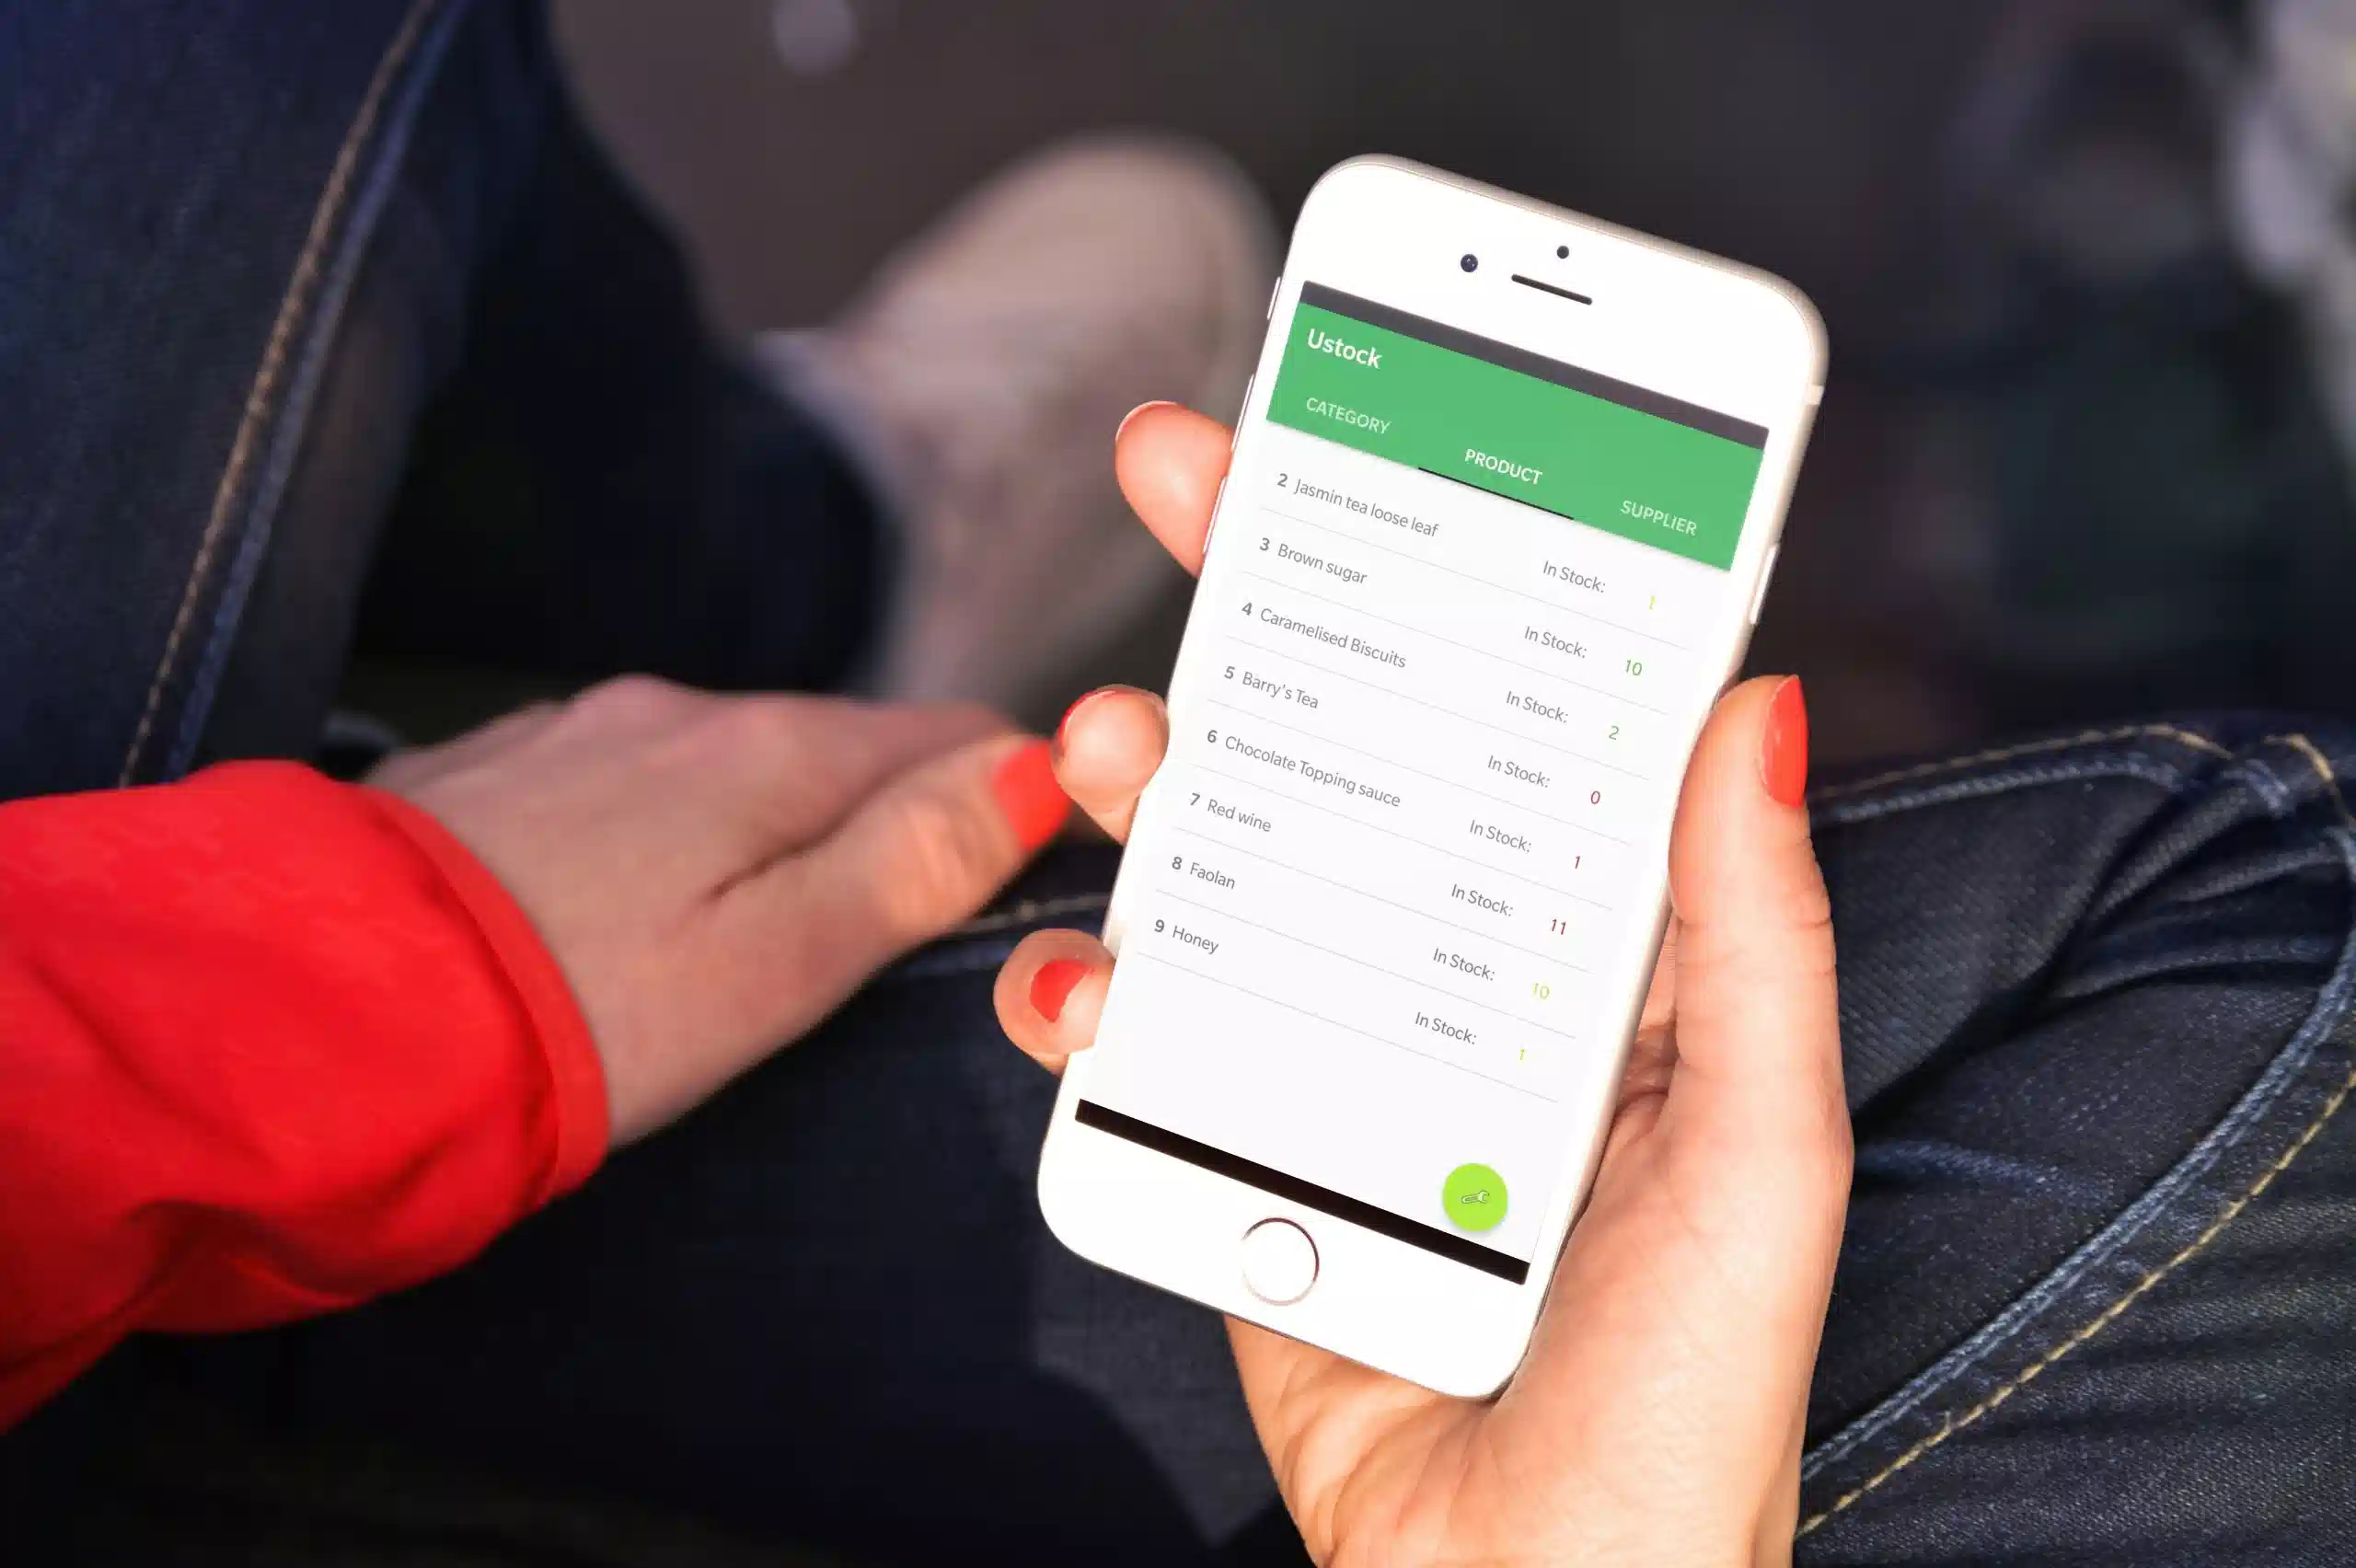 Ustock
CATEGORY PRODUCT SUPPLIER
2 Jasmin tea loose leaf In Stock: 1
3 Brown sugar In Stock: 10
4 Caramelised Biscuits In Stock: 2
5 Barry's Tea In Stock: 0
6 Chocolate Topping sauce In Stock: 1
7 Red wine In Stock: 11
8 Faolan In Stock: 10
9 Honey In Stock: 1